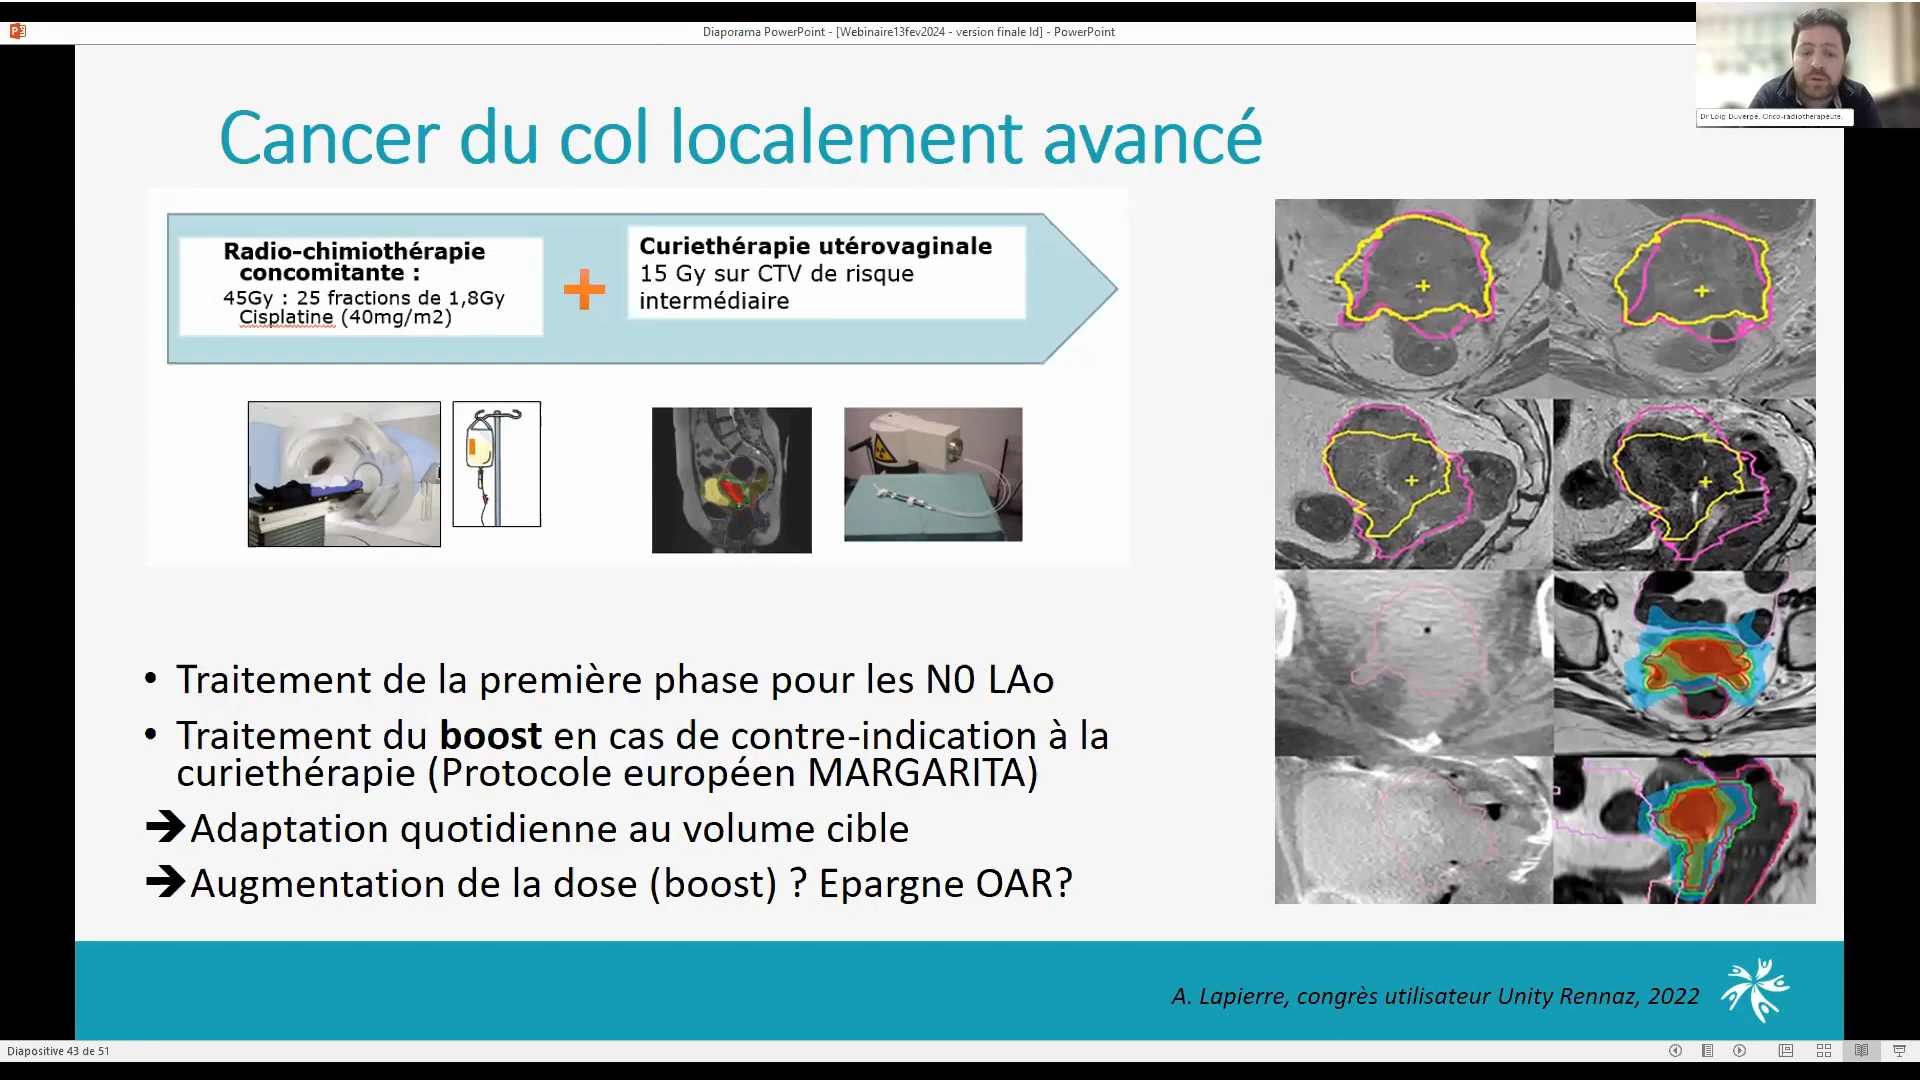 Diaporama PowerPoint - [Webinaire13fev2024 - version finale ld] - PowerPoint
Dr Loig Duvergé, Onco-radiothérapeute.
Cancer du col localement avancé
Radio-chimiothérapie
concomitante :
45Gy : 25 fractions de 1,8Gy
Cisplatine (40mg/m2)
+
Curiethérapie utérovaginale
15 Gy sur CTV de risque
intermédiaire
• Traitement de la première phase pour les N0 LAo
• Traitement du boost en cas de contre-indication à la
curiethérapie (Protocole européen MARGARITA)
➔Adaptation quotidienne au volume cible
➔Augmentation de la dose (boost) ? Epargne OAR?
A. Lapierre, congrès utilisateur Unity Rennaz, 2022
Diapositive 43 de 51